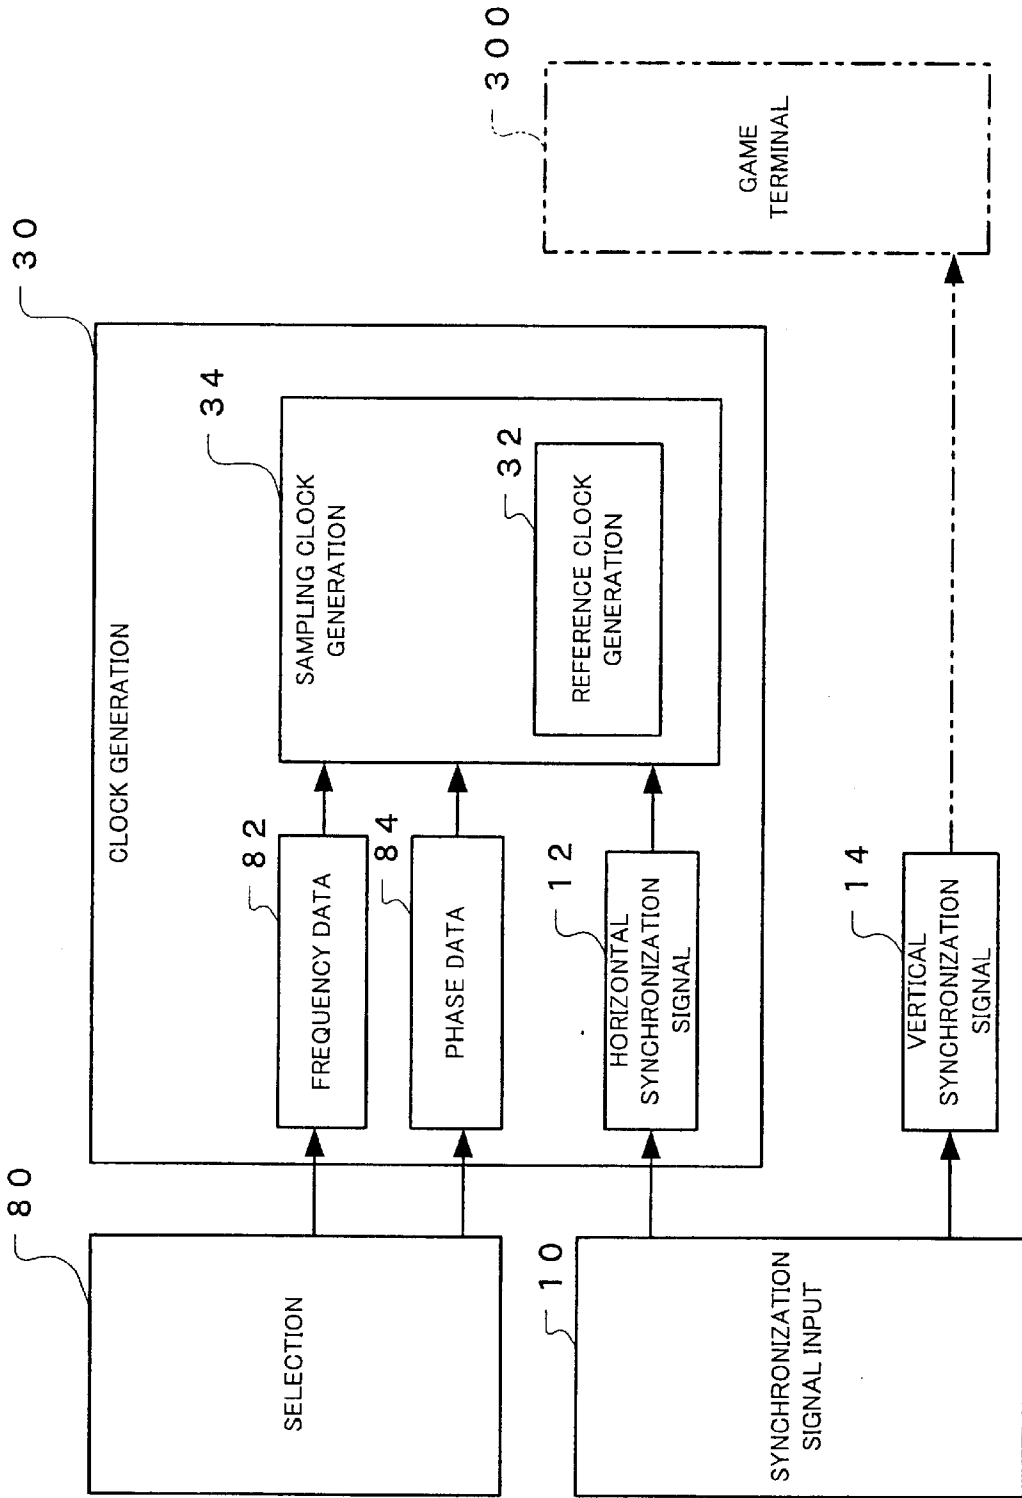 80
SELECTION
30
CLOCK GENERATION
82
FREQUENCY DATA
84
PHASE DATA
34
SAMPLING CLOCK
GENERATION
32
REFERENCE CLOCK
GENERATION
12
HORIZONTAL
SYNCHRONIZATION
SIGNAL
10
SYNCHRONIZATION
SIGNAL INPUT
14
VERTICAL
SYNCHRONIZATION
SIGNAL
300
GAME
TERMINAL